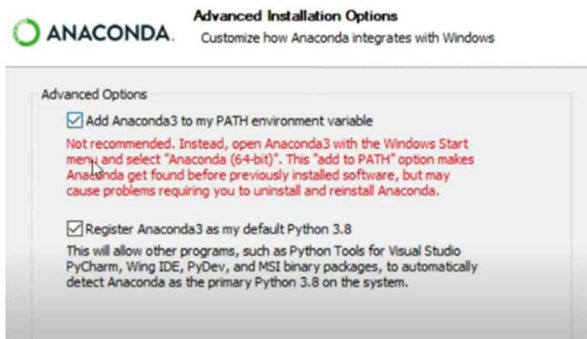 Advanced Installation Options
ANACONDA.
Customize how Anaconda integrates with Windows
Advanced Options
Add Anaconda3 to my PATH environment variable
Not recommended. Instead, open Anaconda3 with the Windows Start
menu and select "Anaconda (64-bit)". This "add to PATH" option makes
Anaconda get found before previously installed software, but may
cause problems requiring you to uninstall and reinstall Anaconda.
Register Anaconda3 as my default Python 3.8
This will allow other programs, such as Python Tools for Visual Studio
PyCharm, Wing IDE, PyDev, and MSI binary packages, to automatically
detect Anaconda as the primary Python 3.8 on the system.